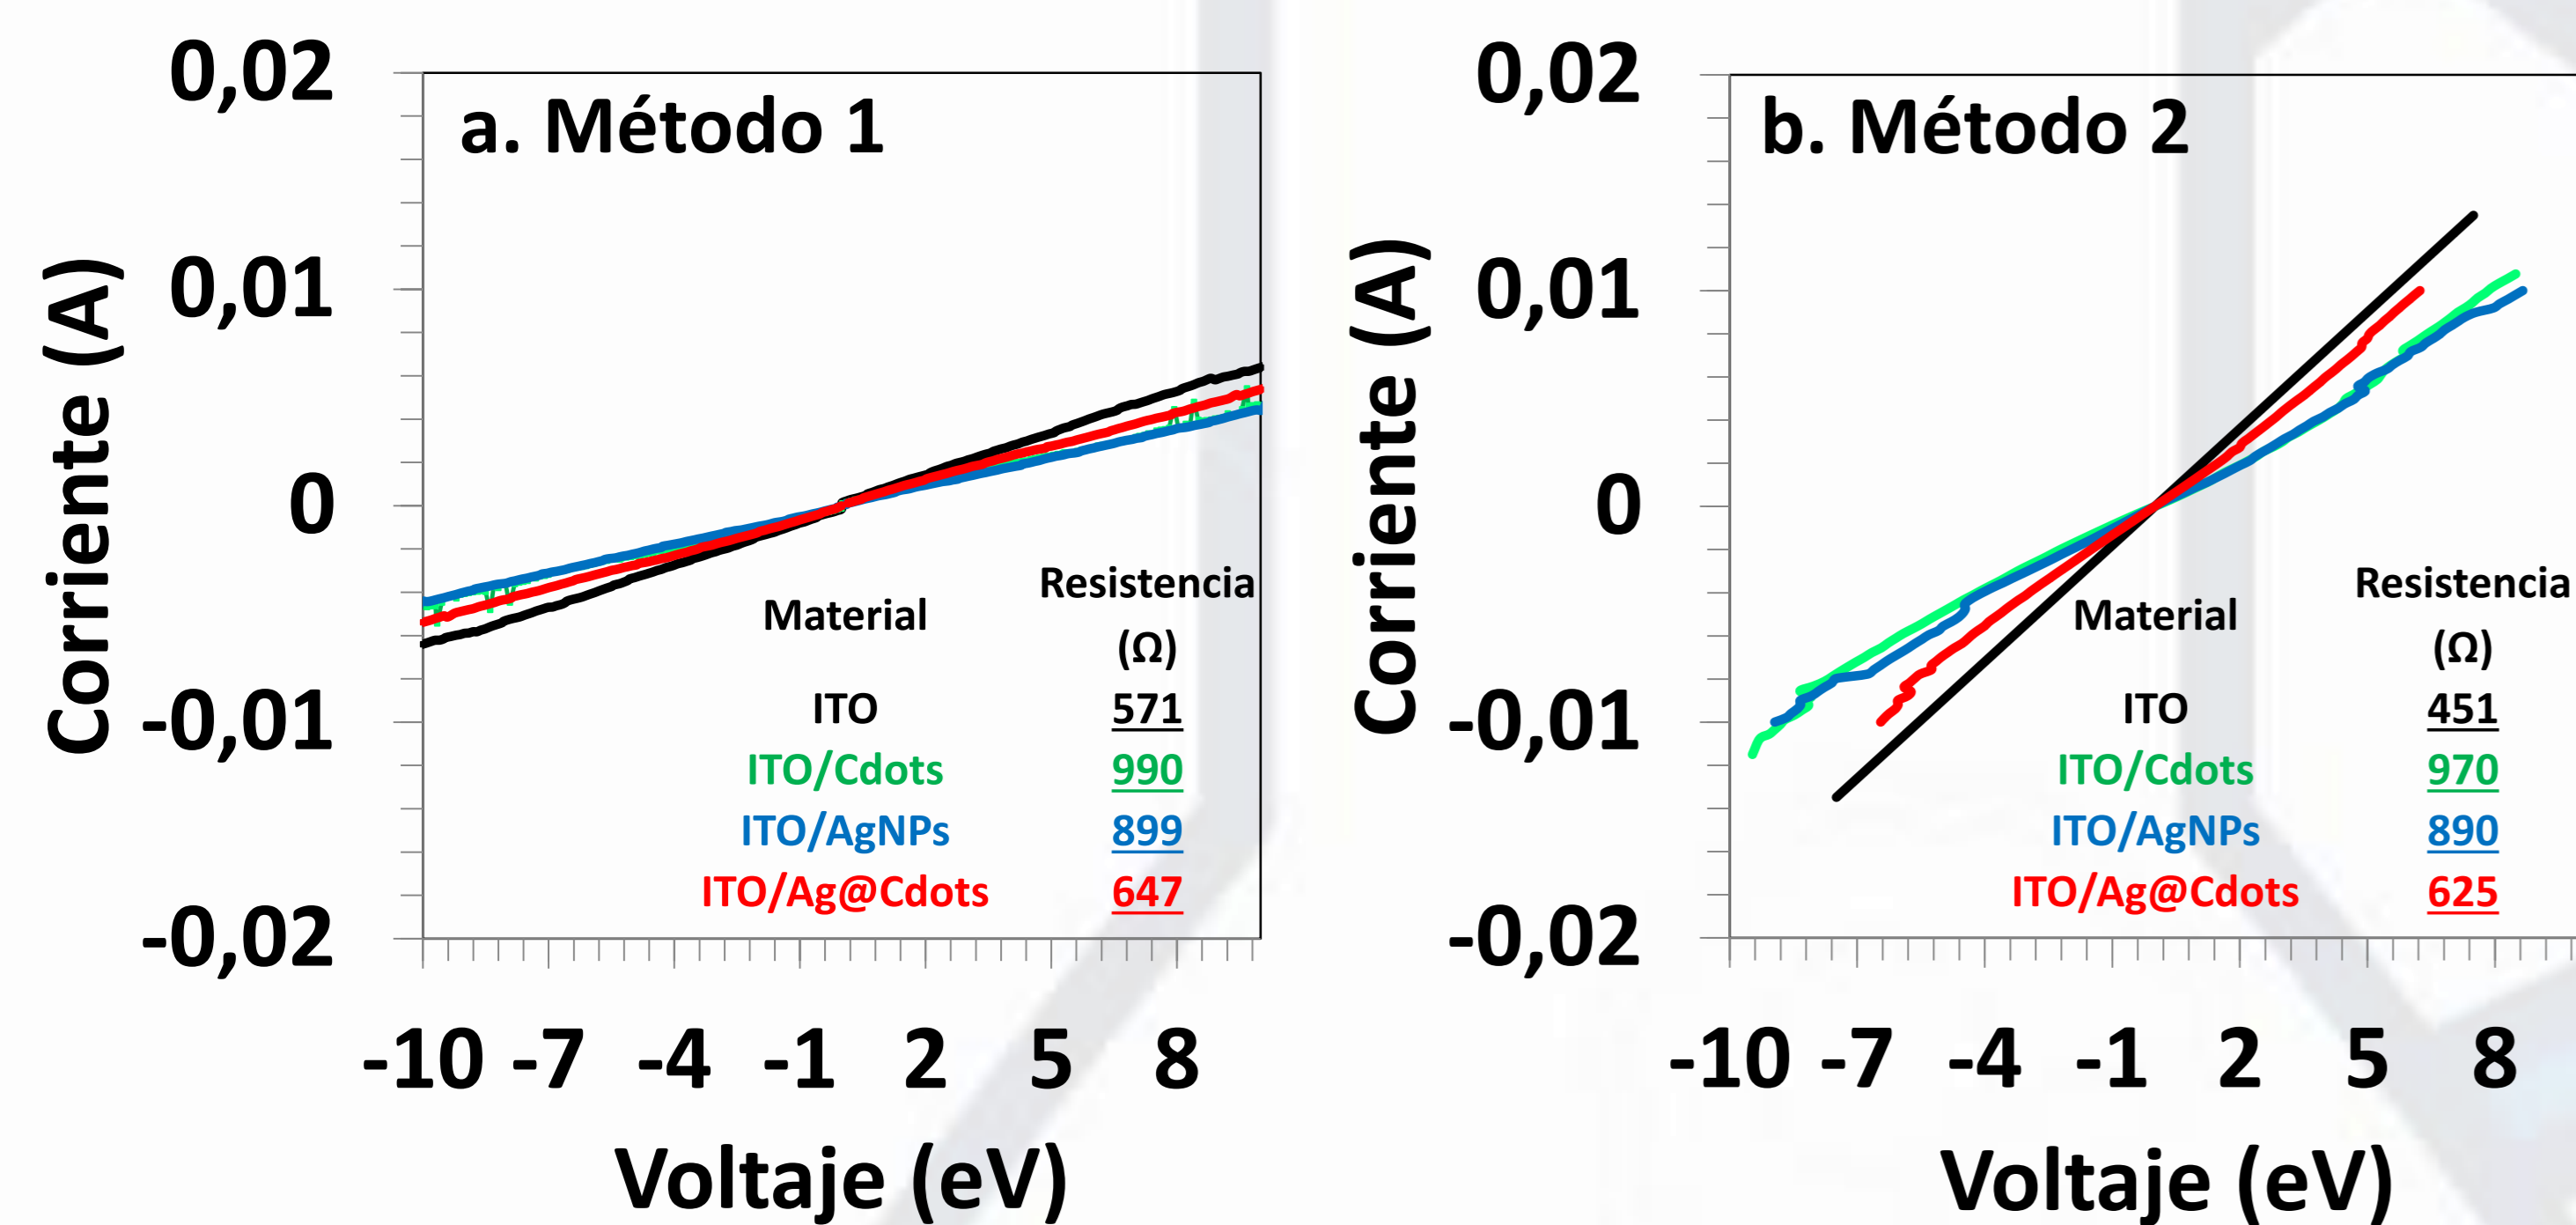 a. Método 1
Corriente (A)
0,02
0,01
0
-0,01
-0,02
Material Resistencia (Ω)
ITO 571
ITO/Cdots 990
ITO/AgNPs 899
ITO/Ag@Cdots 647
-10 -7 -4 -1 2 5 8
Voltaje (eV)
b. Método 2
Corriente (A)
0,02
0,01
0
-0,01
-0,02
Material Resistencia (Ω)
ITO 451
ITO/Cdots 970
ITO/AgNPs 890
ITO/Ag@Cdots 625
-10 -7 -4 -1 2 5 8
Voltaje (eV)